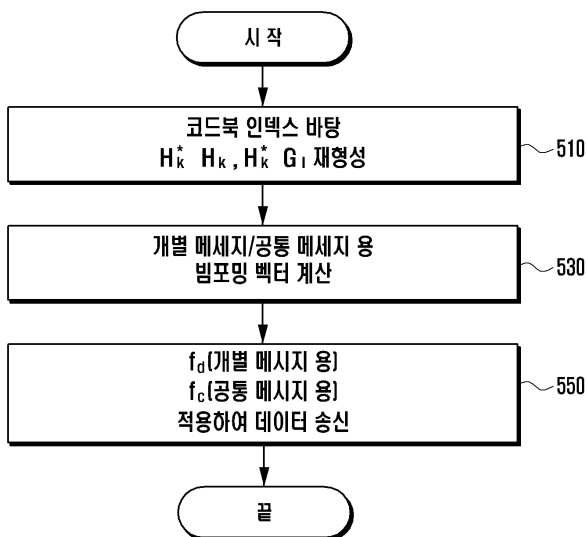 시 작
코드북 인덱스 바탕
H*k Hk , H*k Gl 재형성
510
개별 메세지/공통 메세지 용
빔포밍 벡터 계산
530
fd(개별 메시지 용)
fc(공통 메시지 용)
적용하여 데이터 송신
550
끝